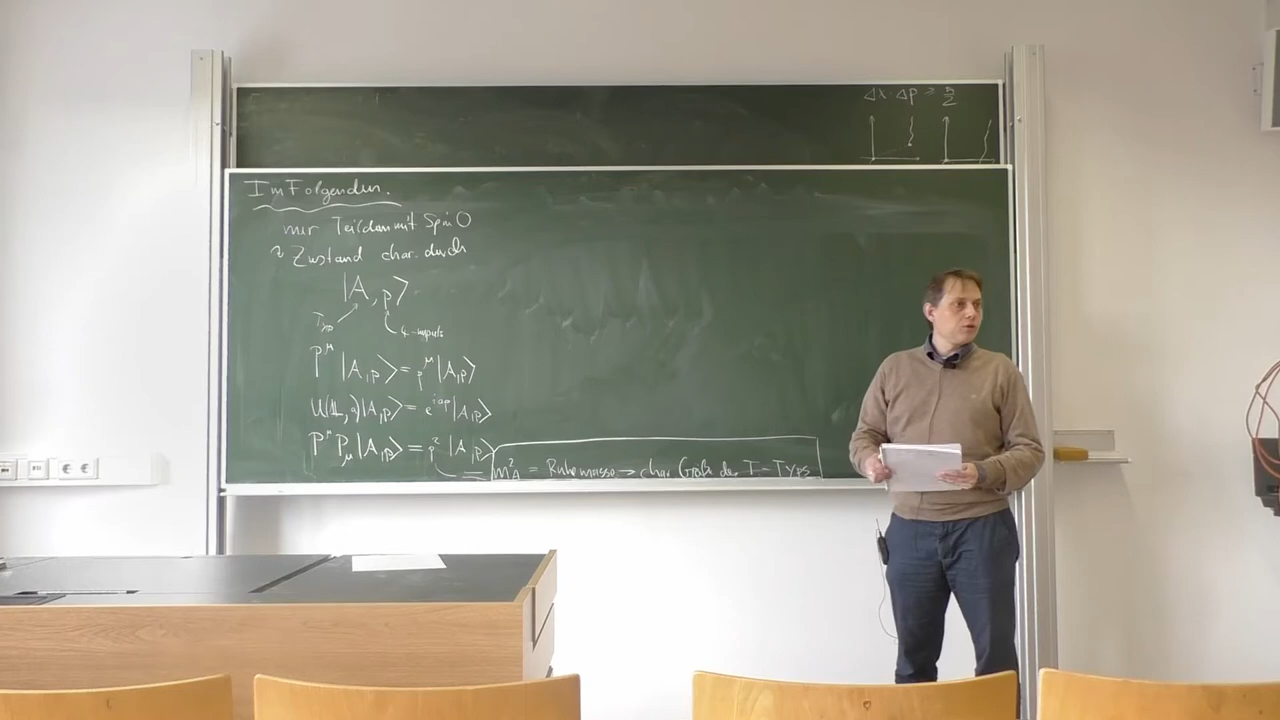 Δx·Δp ≥ ħ/2
Im Folgenden.
nur Teilchen mit Spin 0
↷ Zustand char. durch
|A, p⟩
Typ
4-impuls
P^μ |A,p⟩ = p^μ |A,p⟩
U(𝟙,a)|A,p⟩ = e^{iap} |A,p⟩
P^μ P_μ |A,p⟩ = p² |A,p⟩
= m_A² = Ruhemasse → char Größe des T-Typs